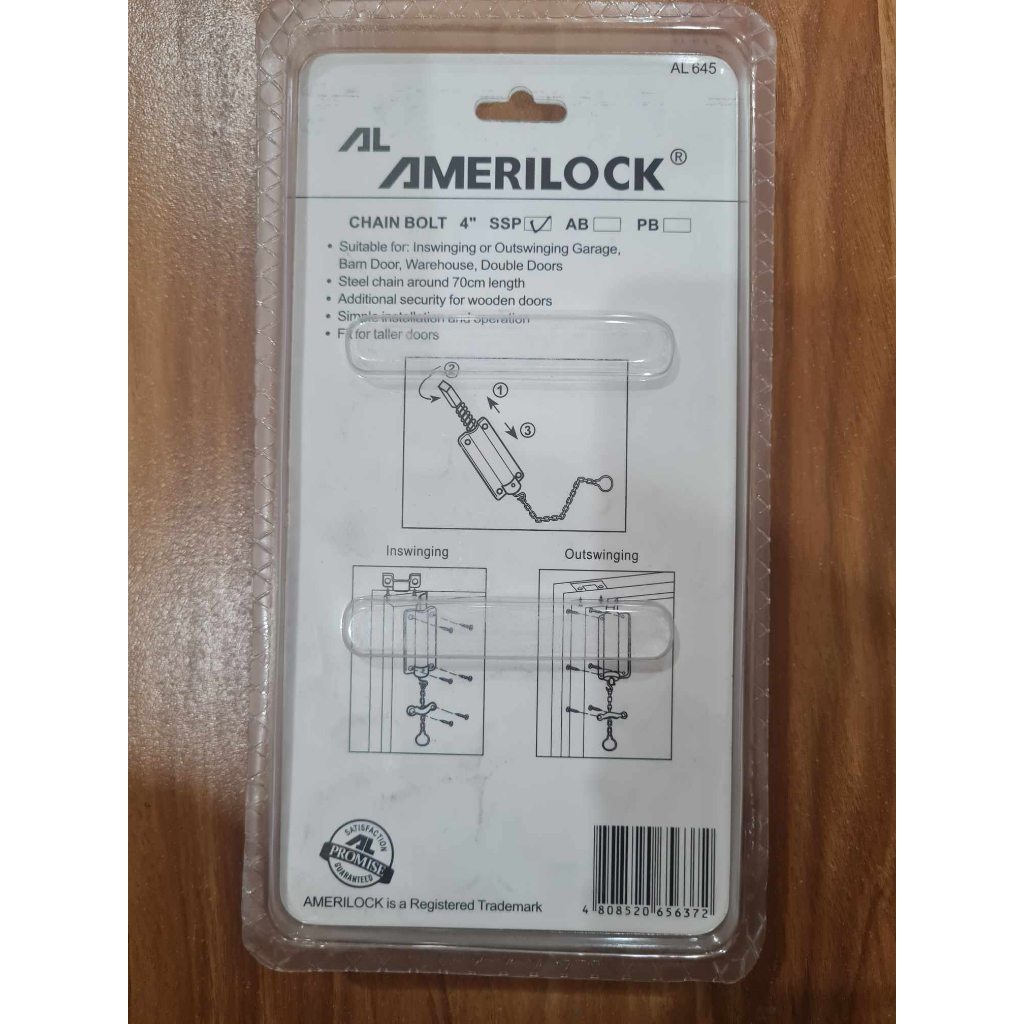 AL 645
AL
AMERILOCK®
CHAIN BOLT 4" SSP AB PB
• Suitable for: Inswinging or Outswinging Garage,
Barn Door, Warehouse, Double Doors
• Steel chain around 70cm length
• Additional security for wooden doors
• Simple installation and operation
• Fit for taller doors
① ② ③
Inswinging
Outswinging
SATISFACTION
AL
PROMISE
GUARANTEED
AMERILOCK is a Registered Trademark
4 808520 656372